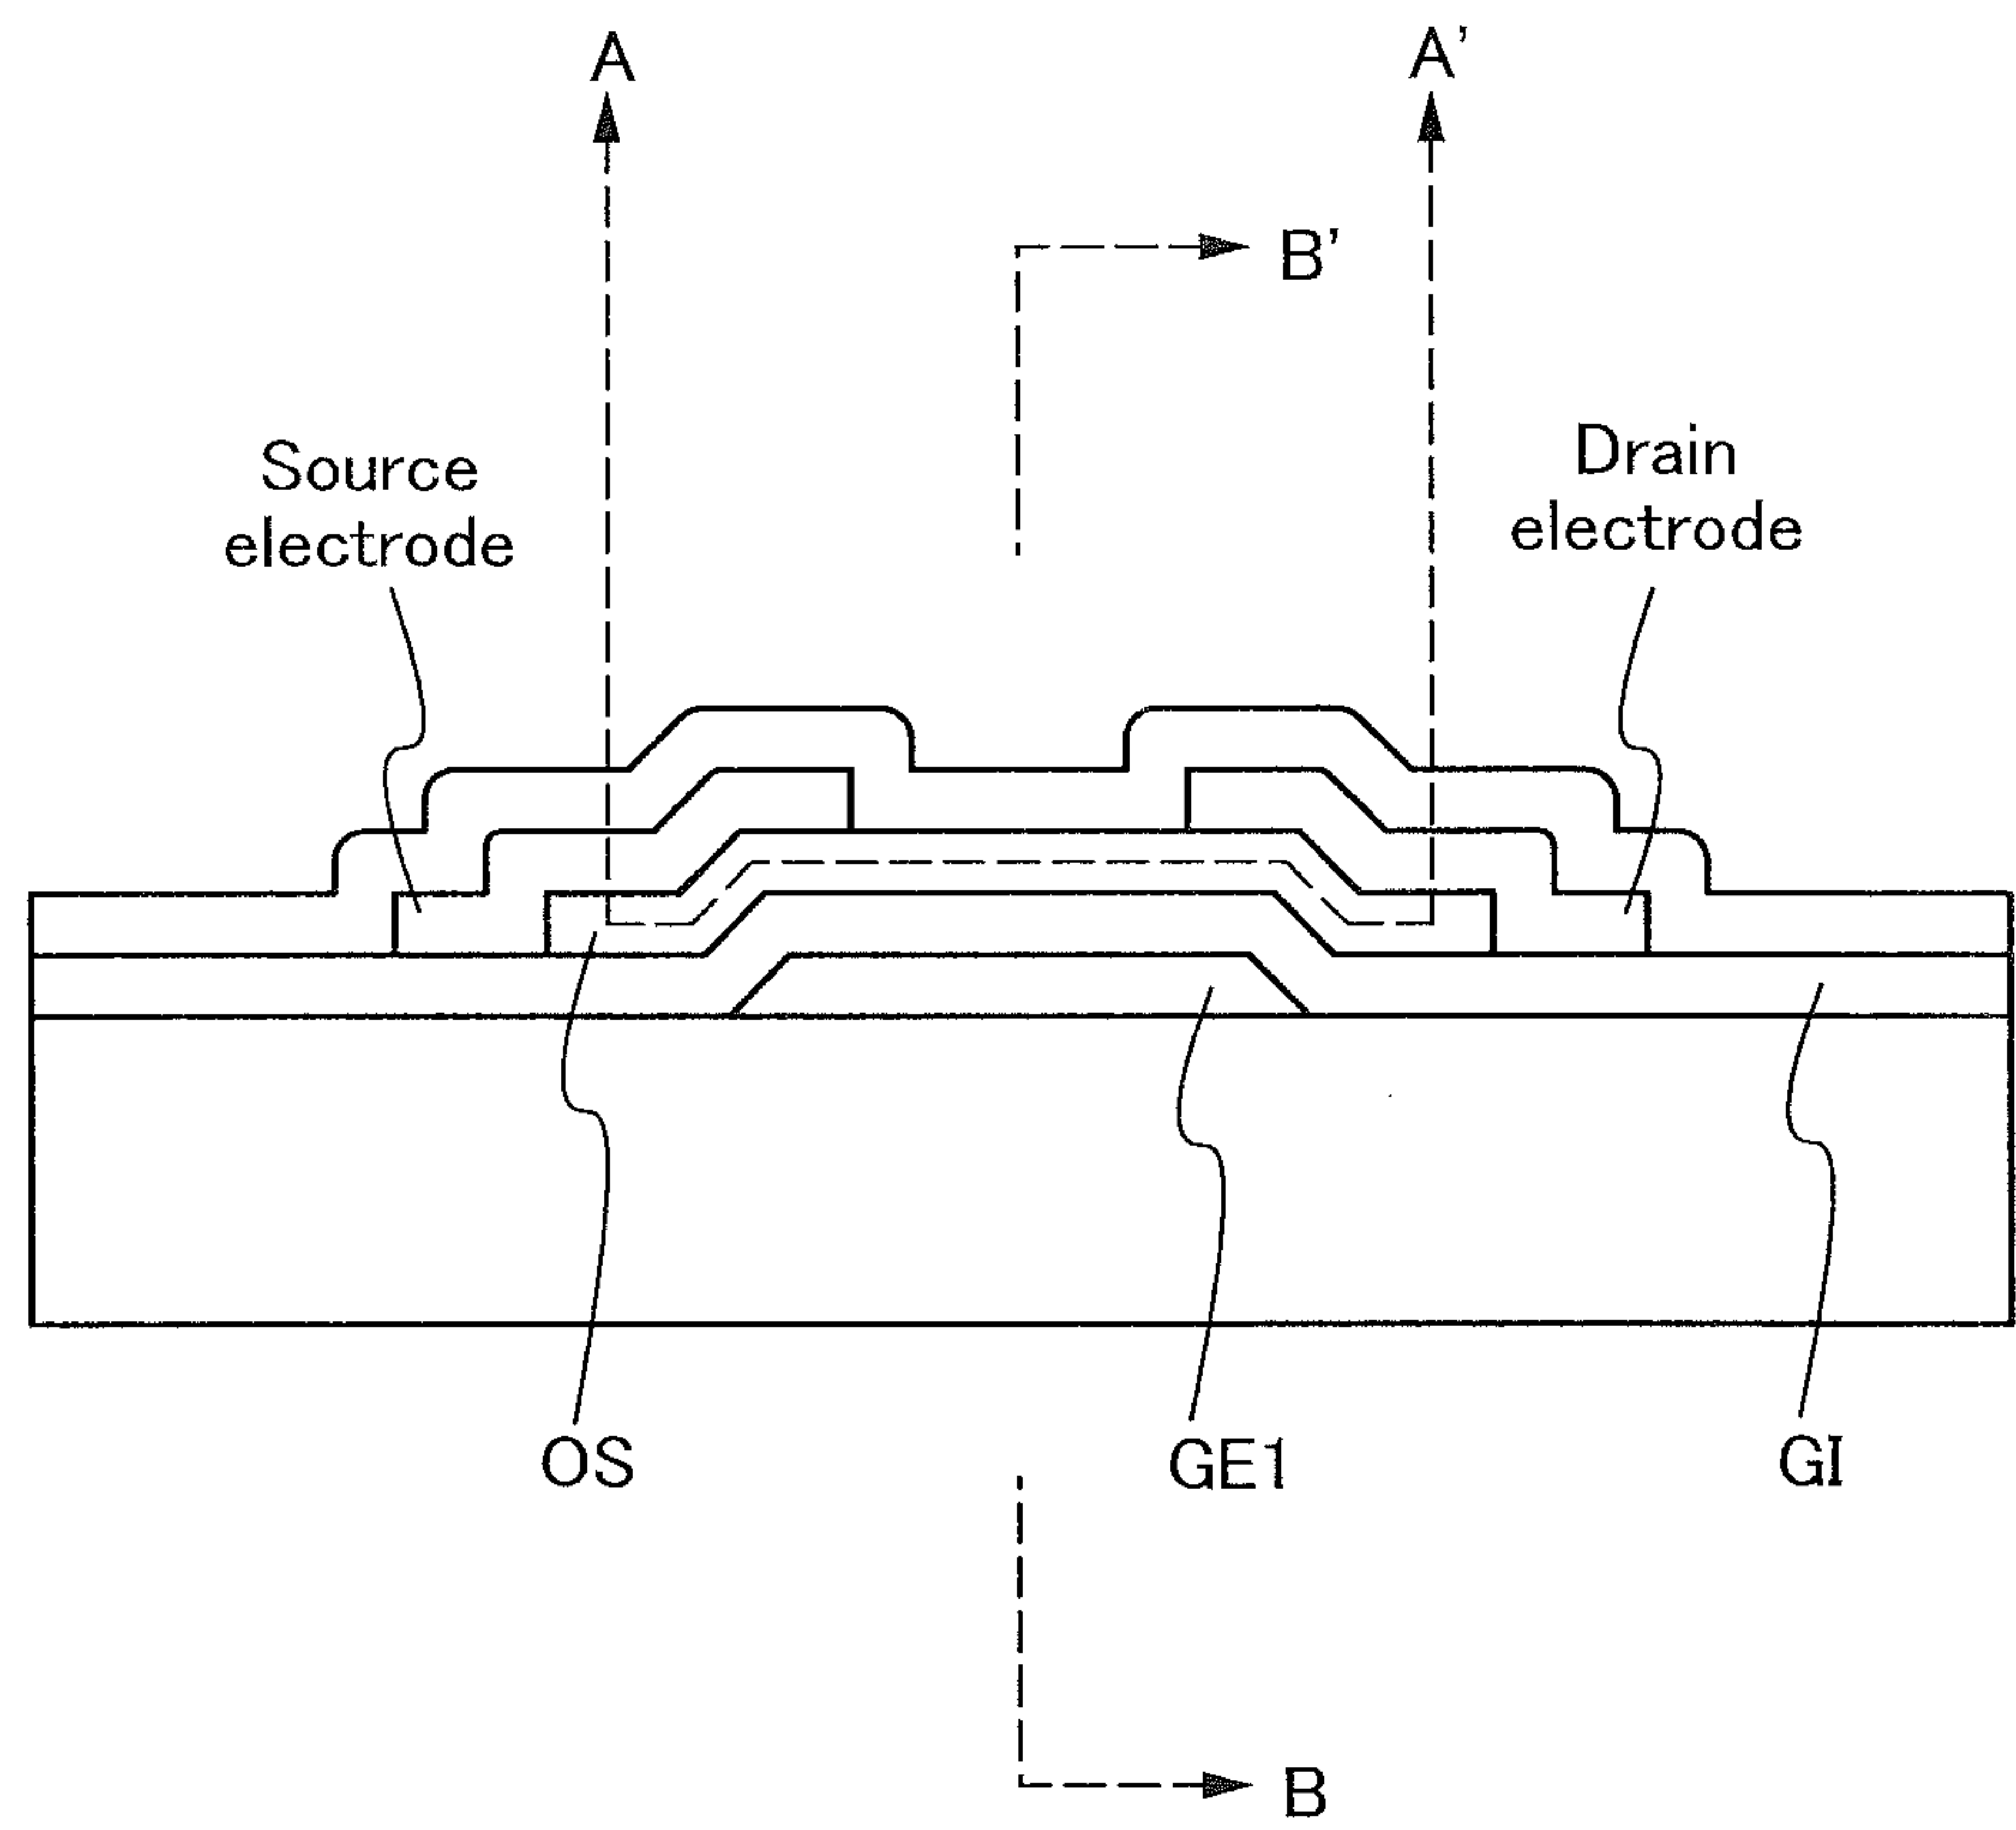 A
A'
B'
Source
electrode
Drain
electrode
OS
GE1
GI
B